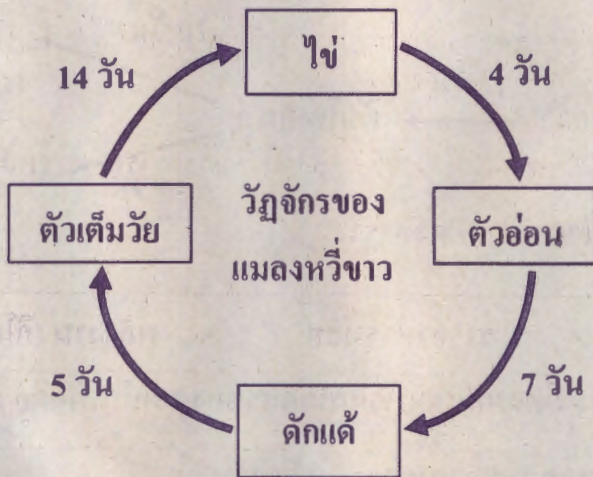 ไข่
14 วัน
4 วัน
ตัวเต็มวัย
วัฏจักรของ
แมลงหวี่ขาว
ตัวอ่อน
5 วัน
7 วัน
ดักแด้